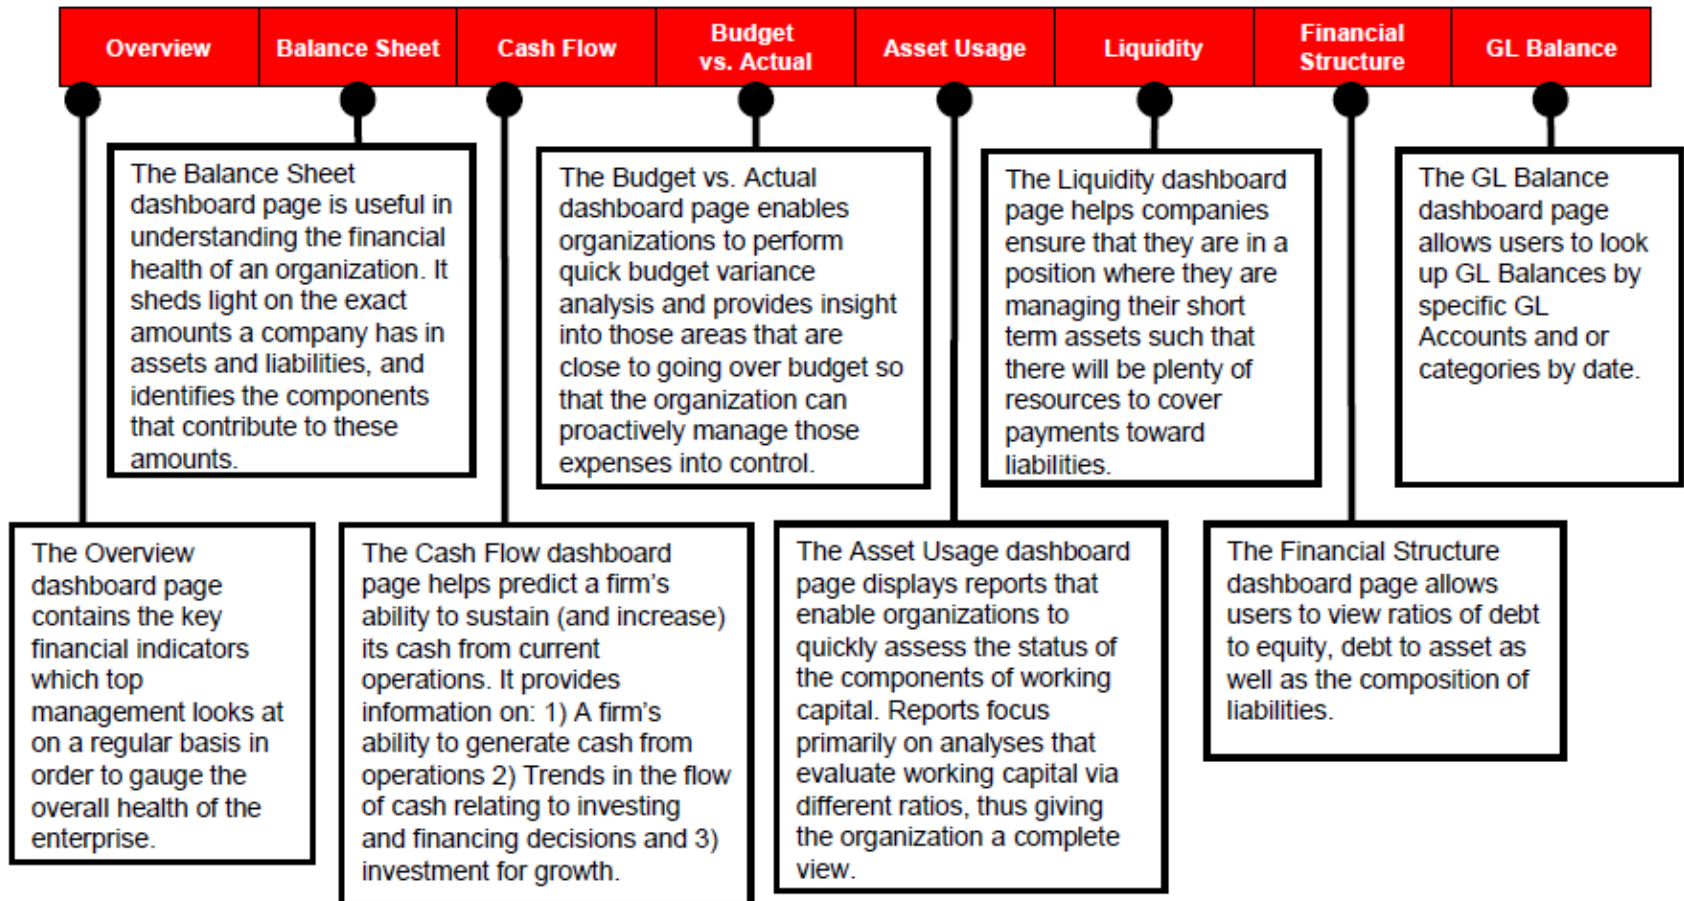 Overview
Balance Sheet
Cash Flow
Budget
vs. Actual
Asset Usage
Liquidity
Financial
Structure
GL Balance
The Balance Sheet
dashboard page is useful in
understanding the financial
health of an organization. It
sheds light on the exact
amounts a company has in
assets and liabilities, and
identifies the components
that contribute to these
amounts.
The Budget vs. Actual
dashboard page enables
organizations to perform
quick budget variance
analysis and provides insight
into those areas that are
close to going over budget so
that the organization can
proactively manage those
expenses into control.
The Liquidity dashboard
page helps companies
ensure that they are in a
position where they are
managing their short
term assets such that
there will be plenty of
resources to cover
payments toward
liabilities.
The GL Balance
dashboard page
allows users to look
up GL Balances by
specific GL
Accounts and or
categories by date.
The Overview
dashboard page
contains the key
financial indicators
which top
management looks at
on a regular basis in
order to gauge the
overall health of the
enterprise.
The Cash Flow dashboard
page helps predict a firm's
ability to sustain (and increase)
its cash from current
operations. It provides
information on: 1) A firm's
ability to generate cash from
operations 2) Trends in the flow
of cash relating to investing
and financing decisions and 3)
investment for growth.
The Asset Usage dashboard
page displays reports that
enable organizations to
quickly assess the status of
the components of working
capital. Reports focus
primarily on analyses that
evaluate working capital via
different ratios, thus giving
the organization a complete
view.
The Financial Structure
dashboard page allows
users to view ratios of debt
to equity, debt to asset as
well as the composition of
liabilities.